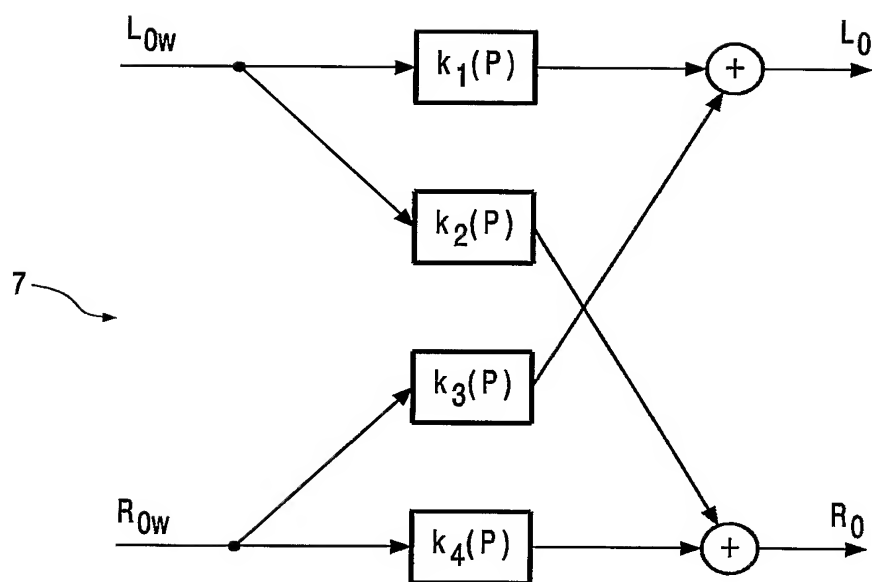 L0w
k1(P)
+
L0
k2(P)
7
k3(P)
R0w
k4(P)
+
R0